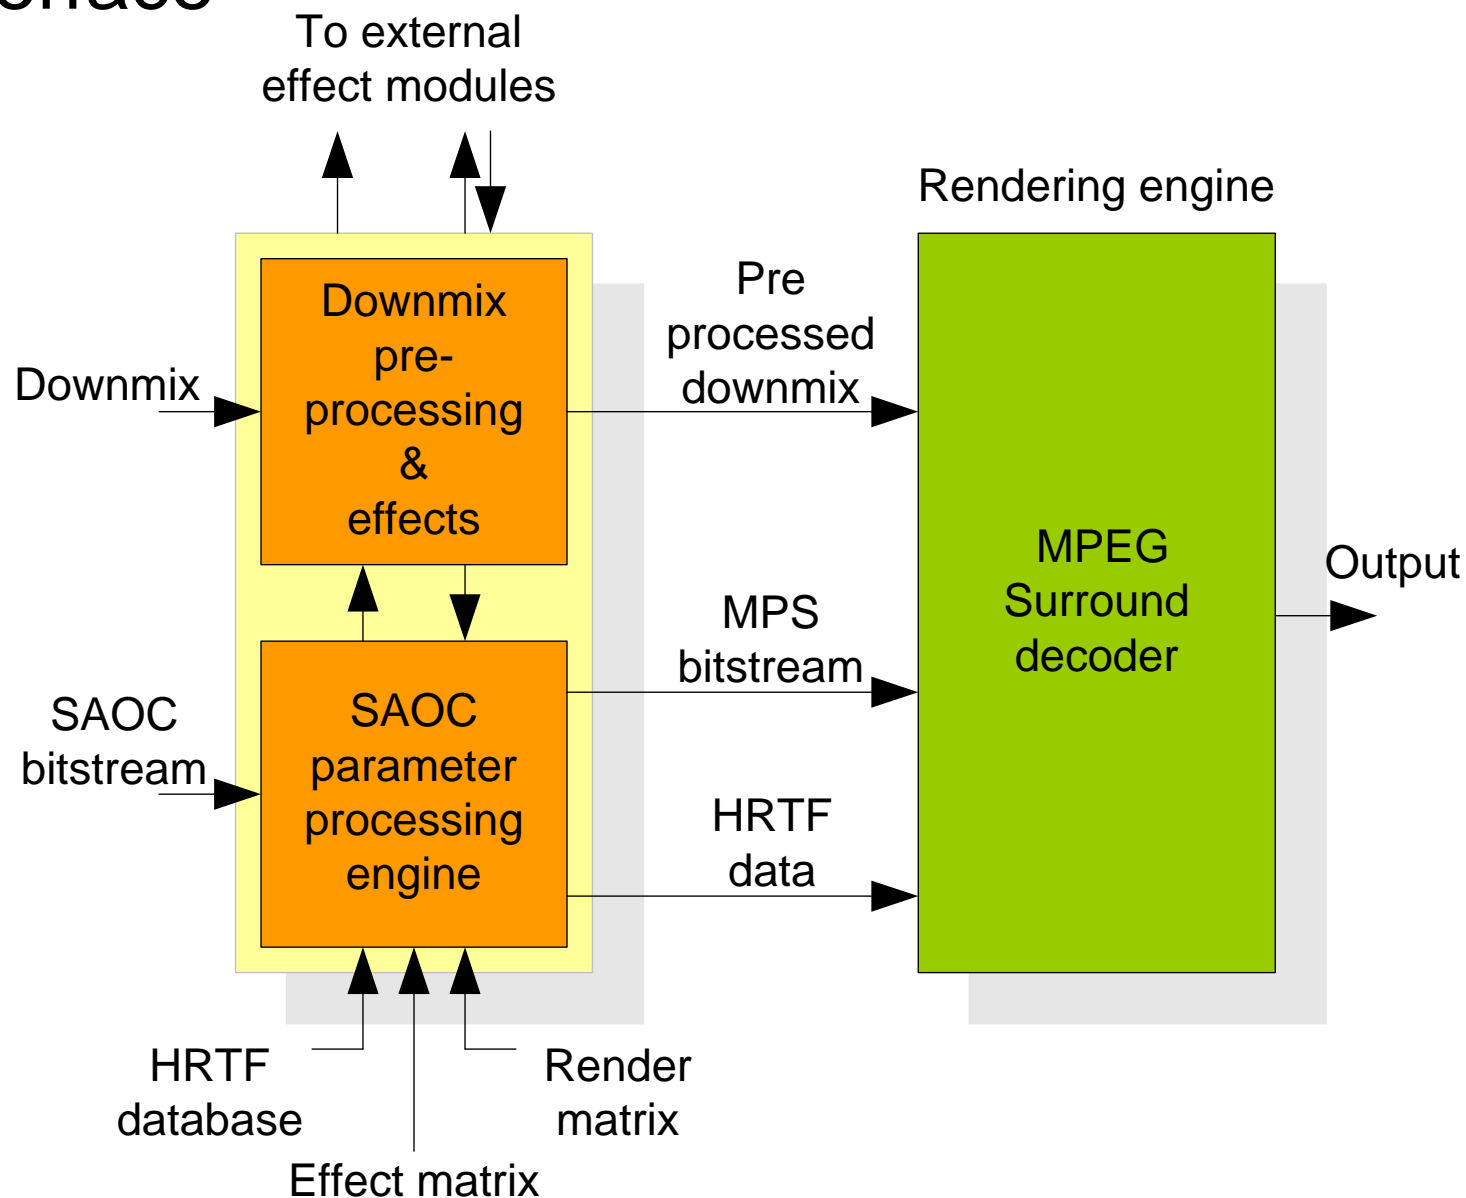 To external
effect modules
Rendering engine
Downmix
pre-
processing
&
effects
Pre
processed
downmix
Downmix
MPEG
Surround
decoder
Output
MPS
bitstream
SAOC
bitstream
SAOC
parameter
processing
engine
HRTF
data
HRTF
database
Render
matrix
Effect matrix